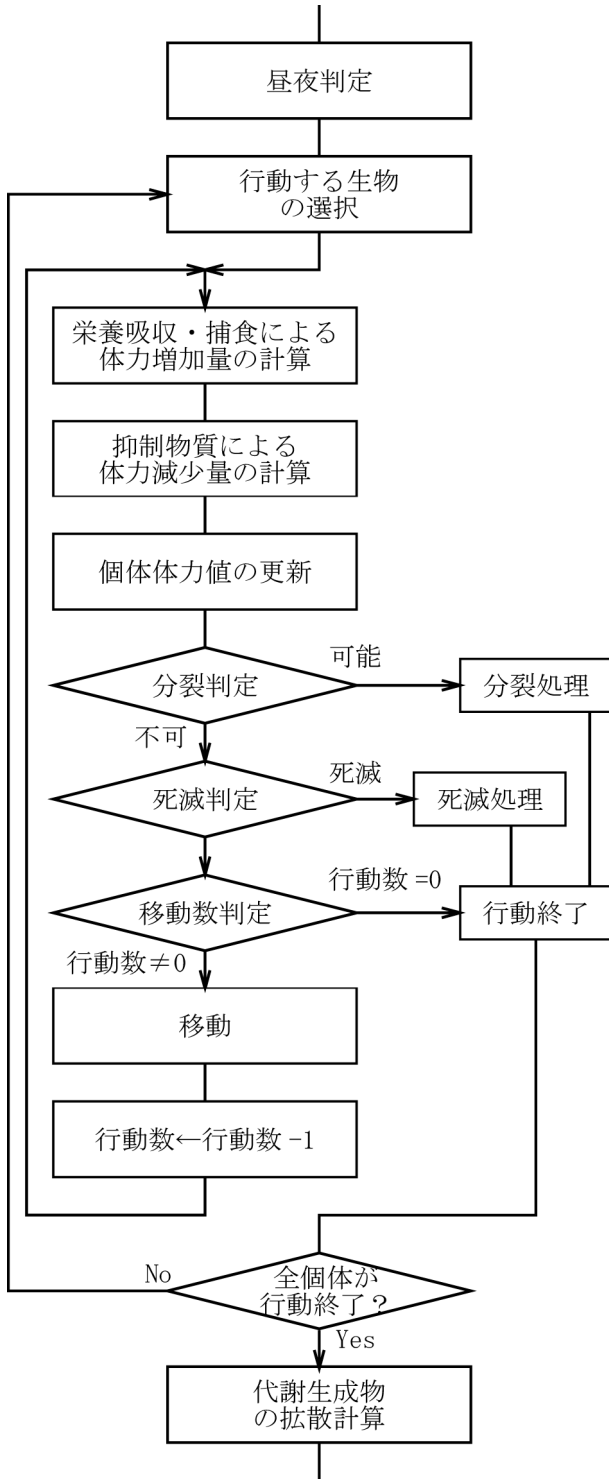 昼夜判定
行動する生物
の選択
栄養吸収・捕食による
体力増加量の計算
抑制物質による
体力減少量の計算
個体体力値の更新
可能
分裂判定
分裂処理
不可
死滅
死滅判定
死滅処理
行動数=0
移動数判定
行動終了
行動数≠0
移動
行動数←行動数-1
No
全個体が
行動終了？
Yes
代謝生成物
の拡散計算